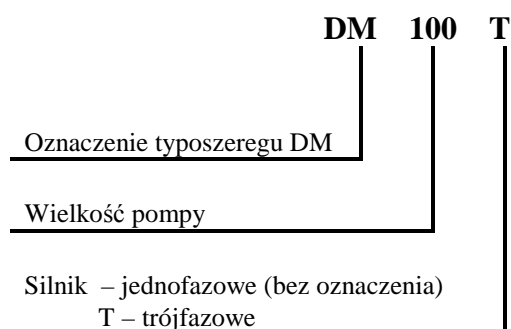 DM 100 T
Oznaczenie typoszeregu DM
Wielkość pompy
Silnik – jednofazowe (bez oznaczenia)
T – trójfazowe